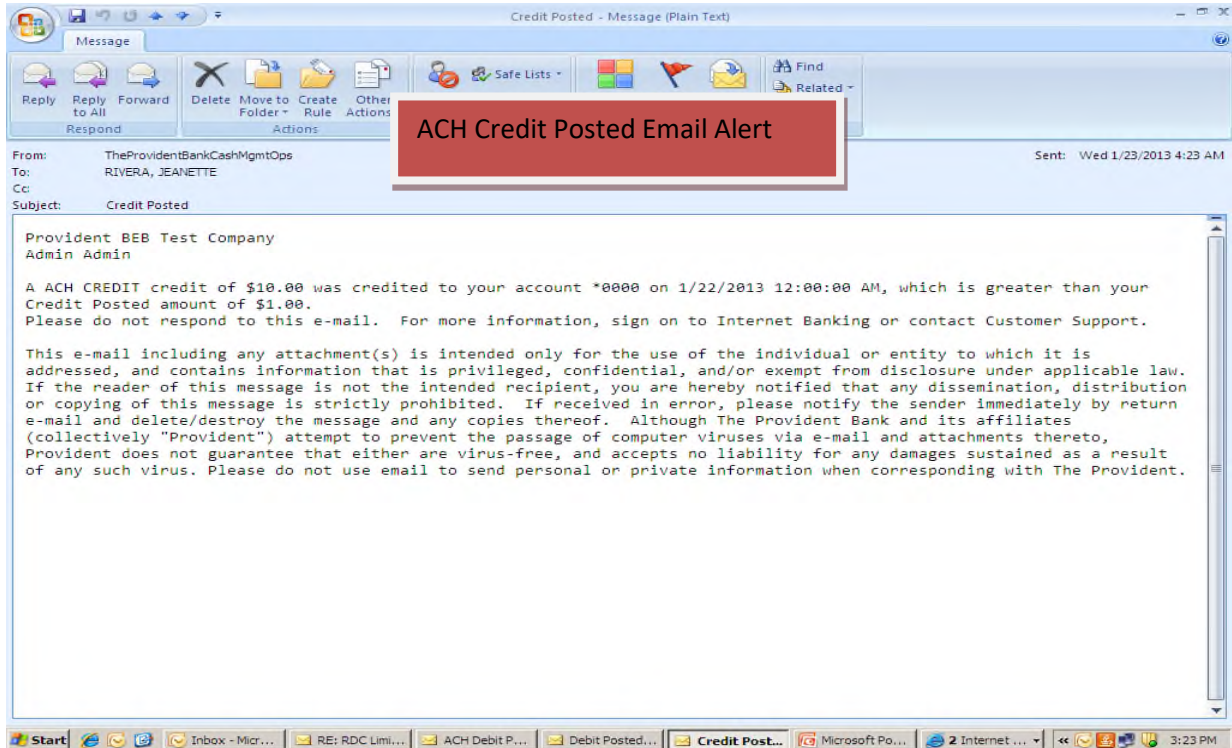 Credit Posted - Message (Plain Text)
Message
Reply
Reply to All
Forward
Delete
Move to Folder
Create Rule
Other Actions
Safe Lists
Find
Related
Respond
Actions
ACH Credit Posted Email Alert
From: TheProvidentBankCashMgmtOps
Sent: Wed 1/23/2013 4:23 AM
To: RIVERA, JEANETTE
Cc:
Subject: Credit Posted
Provident BEB Test Company
Admin Admin
A ACH CREDIT credit of $10.00 was credited to your account *0000 on 1/22/2013 12:00:00 AM, which is greater than your
Credit Posted amount of $1.00.
Please do not respond to this e-mail.  For more information, sign on to Internet Banking or contact Customer Support.
This e-mail including any attachment(s) is intended only for the use of the individual or entity to which it is
addressed, and contains information that is privileged, confidential, and/or exempt from disclosure under applicable law.
If the reader of this message is not the intended recipient, you are hereby notified that any dissemination, distribution
or copying of this message is strictly prohibited.  If received in error, please notify the sender immediately by return
e-mail and delete/destroy the message and any copies thereof.  Although The Provident Bank and its affiliates
(collectively "Provident") attempt to prevent the passage of computer viruses via e-mail and attachments thereto,
Provident does not guarantee that either are virus-free, and accepts no liability for any damages sustained as a result
of any such virus. Please do not use email to send personal or private information when corresponding with The Provident.
Start
Inbox - Micr...
RE: RDC Limi...
ACH Debit P...
Debit Posted...
Credit Post...
Microsoft Po...
2 Internet ...
3:23 PM